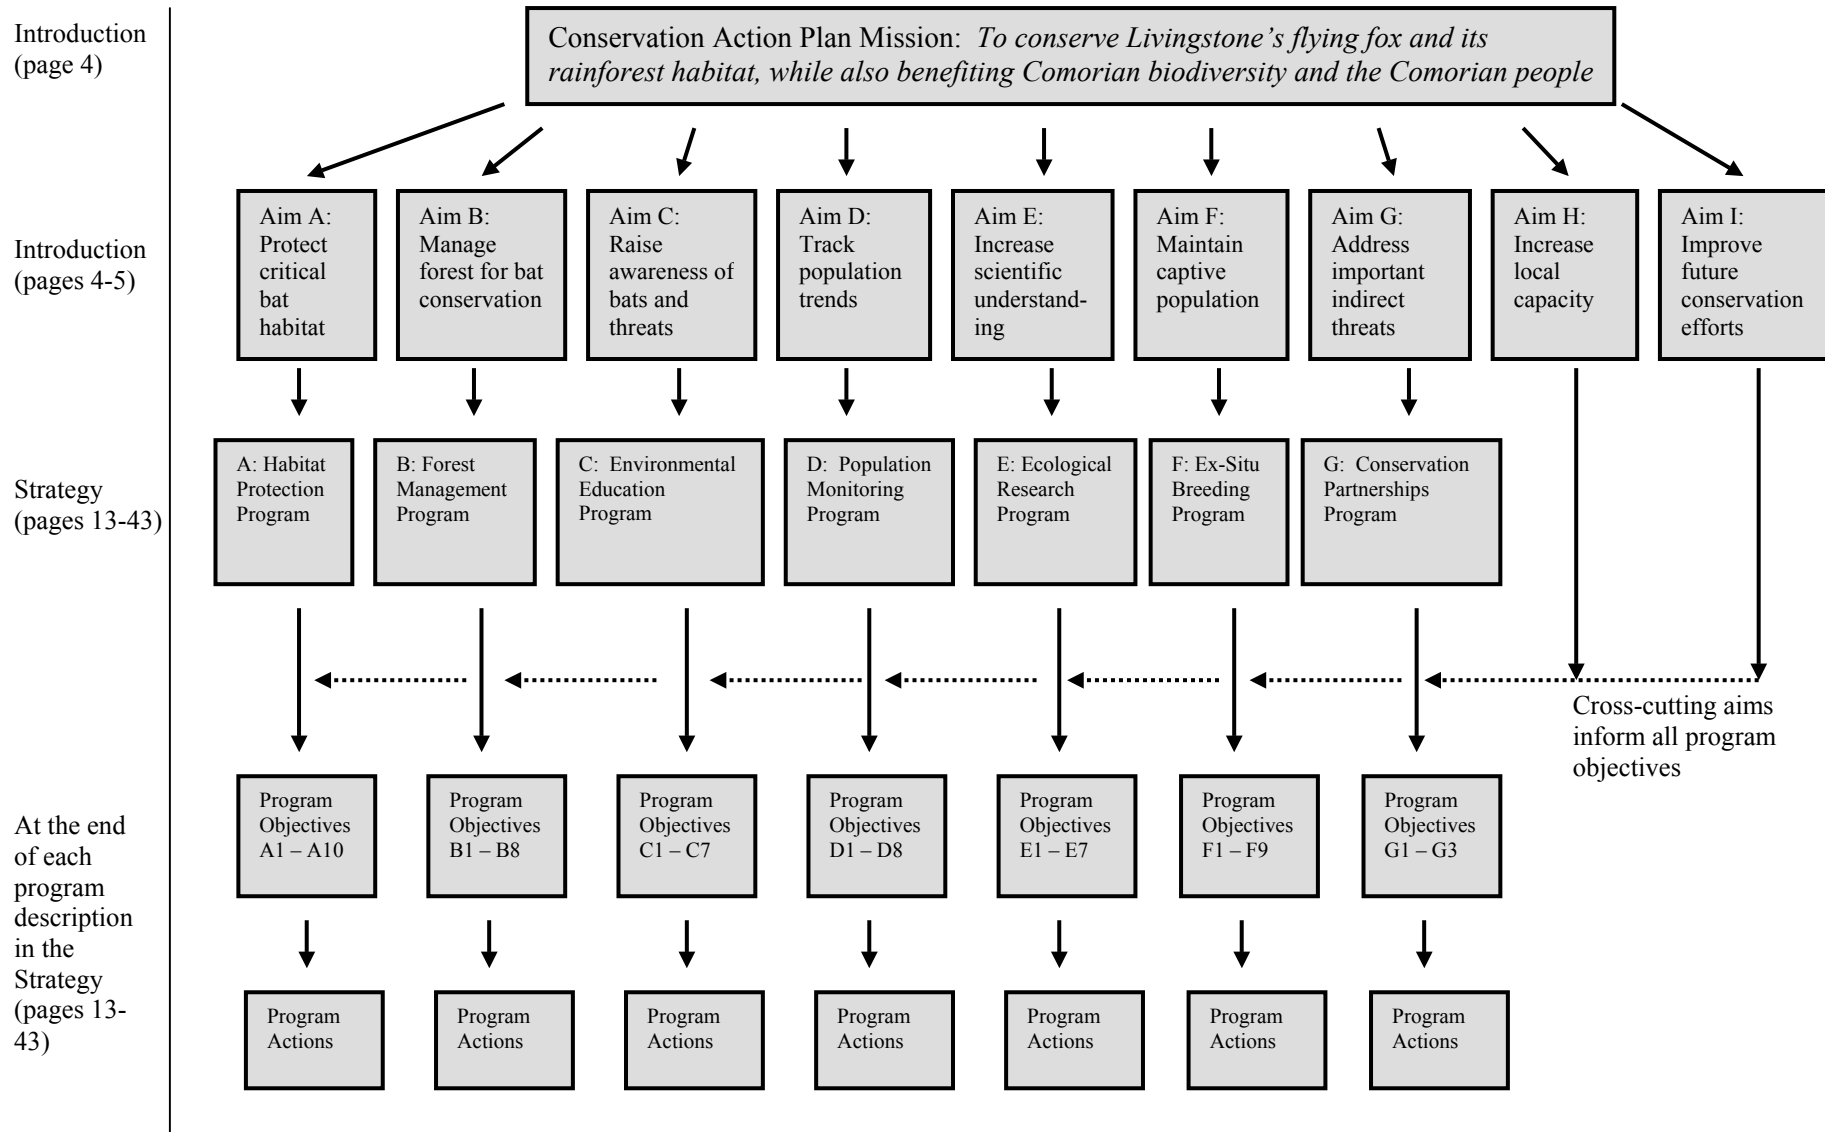 Introduction
(page 4)
Conservation Action Plan Mission:  To conserve Livingstone’s flying fox and its
rainforest habitat, while also benefiting Comorian biodiversity and the Comorian people
Introduction
(pages 4-5)
Aim A:
Protect
critical
bat
habitat
Aim B:
Manage
forest for bat
conservation
Aim C:
Raise
awareness of
bats and
threats
Aim D:
Track
population
trends
Aim E:
Increase
scientific
understand-
ing
Aim F:
Maintain
captive
population
Aim G:
Address
important
indirect
threats
Aim H:
Increase
local
capacity
Aim I:
Improve
future
conservation
efforts
Strategy
(pages 13-43)
A: Habitat
Protection
Program
B: Forest
Management
Program
C:  Environmental
Education
Program
D:  Population
Monitoring
Program
E: Ecological
Research
Program
F: Ex-Situ
Breeding
Program
G:  Conservation
Partnerships
Program
Cross-cutting aims
inform all program
objectives
At the end
of each
program
description
in the
Strategy
(pages 13-
43)
Program
Objectives
A1 – A10
Program
Objectives
B1 – B8
Program
Objectives
C1 – C7
Program
Objectives
D1 – D8
Program
Objectives
E1 – E7
Program
Objectives
F1 – F9
Program
Objectives
G1 – G3
Program
Actions
Program
Actions
Program
Actions
Program
Actions
Program
Actions
Program
Actions
Program
Actions